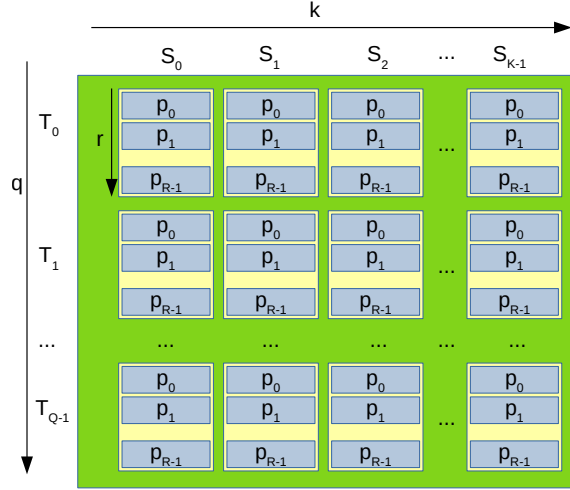 k
S0 S1 S2 ... SK-1
q
T0
r
p0 p0 p0 p0
p1 p1 p1 ... p1
pR-1 pR-1 pR-1 pR-1
T1
p0 p0 p0 p0
p1 p1 p1 ... p1
pR-1 pR-1 pR-1 pR-1
... ... ... ... ... ...
TQ-1
p0 p0 p0 p0
p1 p1 p1 ... p1
pR-1 pR-1 pR-1 pR-1